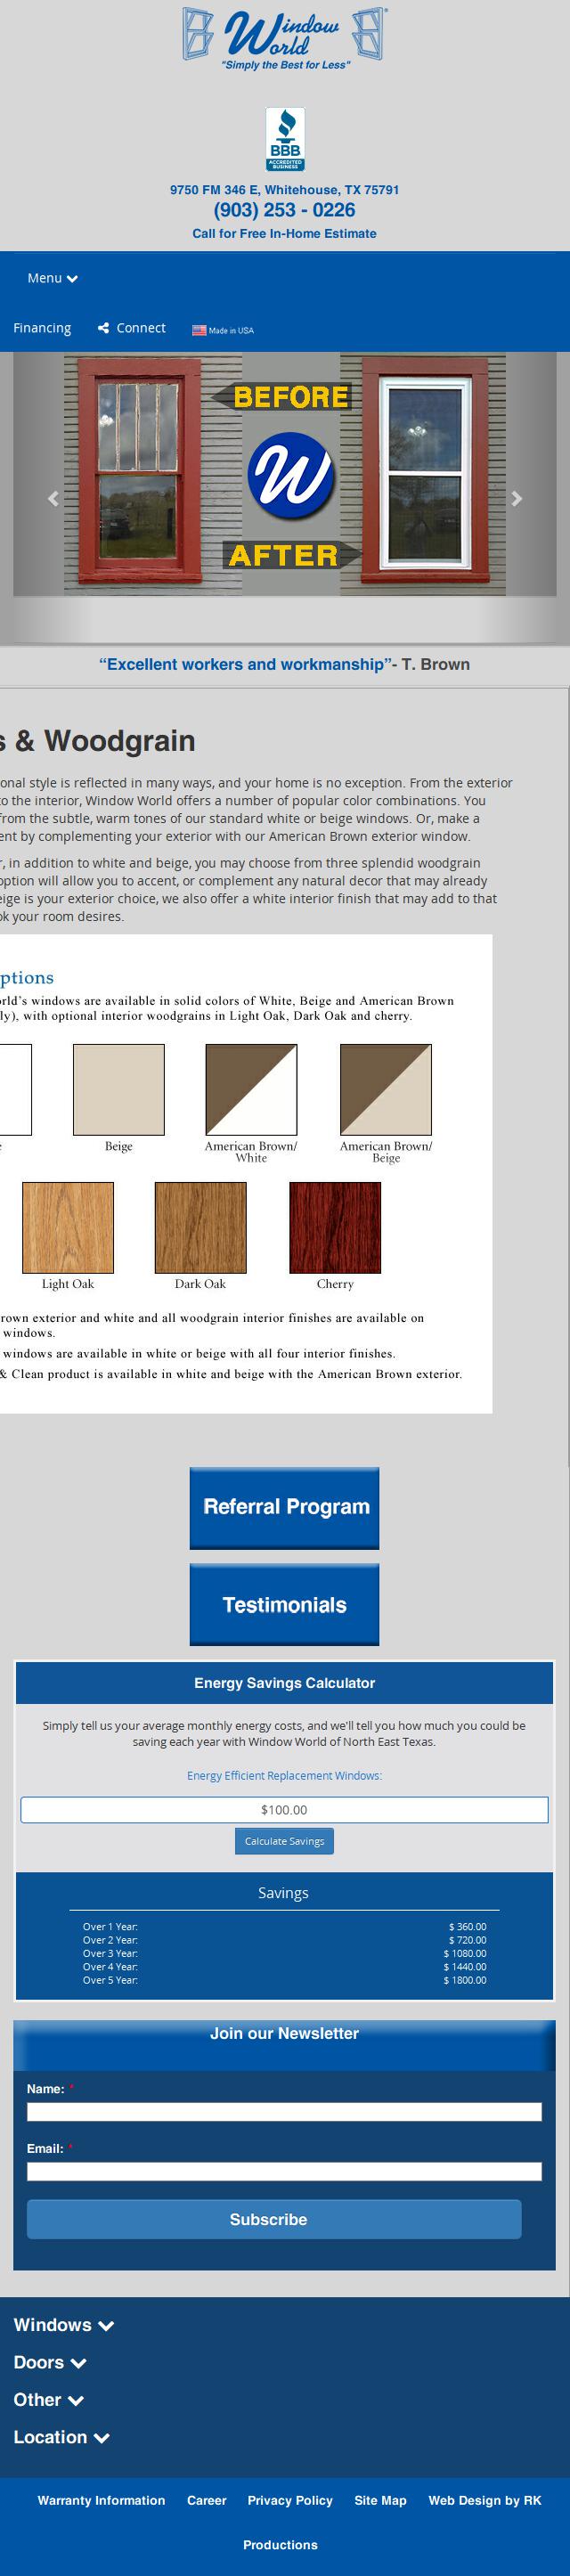 Window
World
"Simply the Best for Less"
BBB
ACCREDITED
BUSINESS
9750 FM 346 E, Whitehouse, TX 75791
(903) 253 - 0226
Call for Free In-Home Estimate
Menu
Financing Connect Made in USA
BEFORE
W
AFTER
“Excellent workers and workmanship”- T. Brown
s & Woodgrain
onal style is reflected in many ways, and your home is no exception. From the exterior
to the interior, Window World offers a number of popular color combinations. You
from the subtle, warm tones of our standard white or beige windows. Or, make a
ent by complementing your exterior with our American Brown exterior window.
r, in addition to white and beige, you may choose from three splendid woodgrain
option will allow you to accent, or complement any natural decor that may already
eige is your exterior choice, we also offer a white interior finish that may add to that
ok your room desires.
ptions
orld's windows are available in solid colors of White, Beige and American Brown
ly), with optional interior woodgrains in Light Oak, Dark Oak and cherry.
e Beige American Brown/ American Brown/
White Beige
Light Oak Dark Oak Cherry
rown exterior and white and all woodgrain interior finishes are available on
windows.
windows are available in white or beige with all four interior finishes.
& Clean product is available in white and beige with the American Brown exterior.
Referral Program
Testimonials
Energy Savings Calculator
Simply tell us your average monthly energy costs, and we'll tell you how much you could be
saving each year with Window World of North East Texas.
Energy Efficient Replacement Windows:
$100.00
Calculate Savings
Savings
Over 1 Year: $ 360.00
Over 2 Year: $ 720.00
Over 3 Year: $ 1080.00
Over 4 Year: $ 1440.00
Over 5 Year: $ 1800.00
Join our Newsletter
Name: *
Email: *
Subscribe
Windows
Doors
Other
Location
Warranty Information Career Privacy Policy Site Map Web Design by RK
Productions